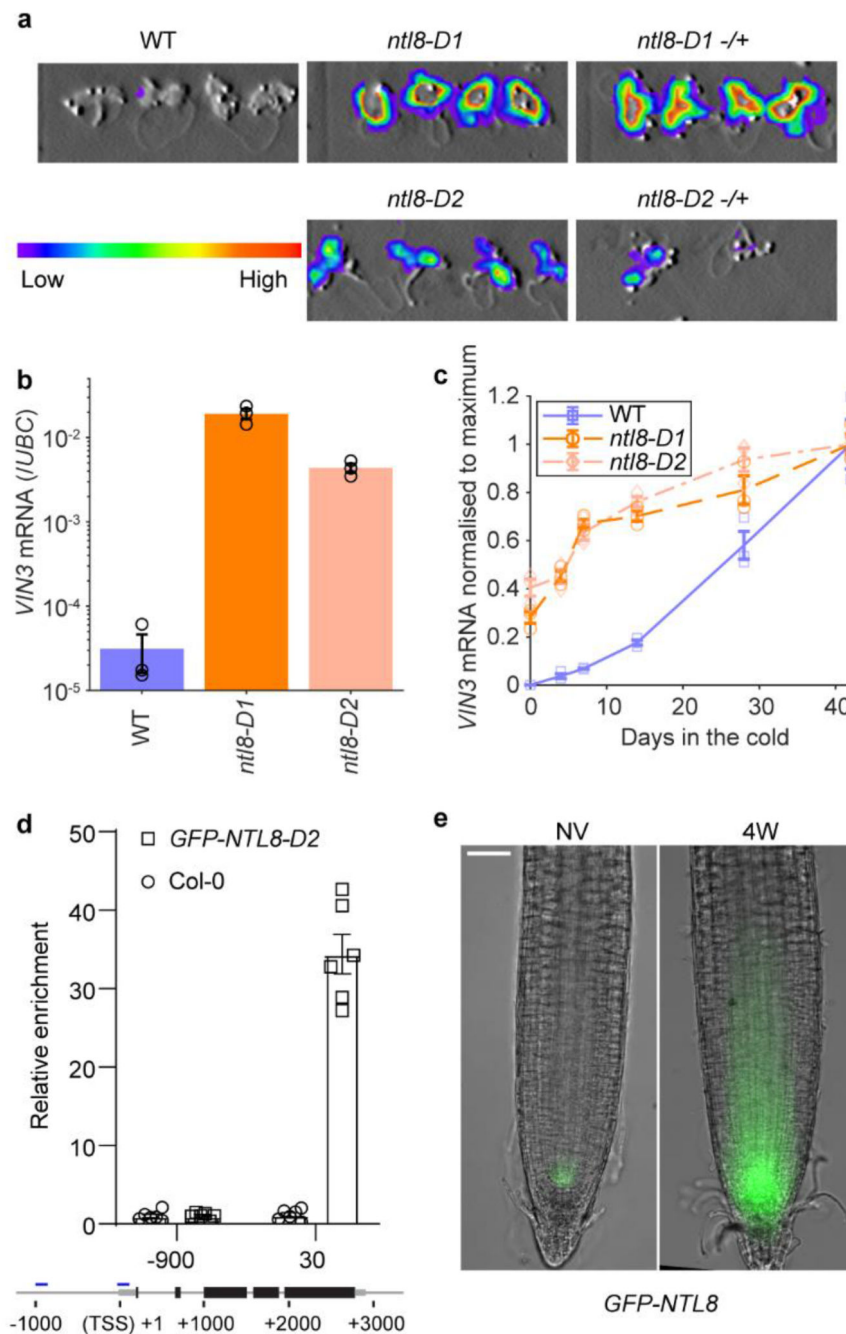 a
WT
ntl8-D1
ntl8-D1 -/+
ntl8-D2
ntl8-D2 -/+
Low
High
b
VIN3 mRNA (/UBC)
10-2
10-3
10-4
10-5
WT
ntl8-D1
ntl8-D2
c
VIN3 mRNA normalised to maximum
1.2
1
0.8
0.6
0.4
0.2
0
WT
ntl8-D1
ntl8-D2
0
10
20
30
40
Days in the cold
d
Relative enrichment
50
40
30
20
10
0
GFP-NTL8-D2
Col-0
-900
30
-1000
(TSS)
+1
+1000
+2000
+3000
e
NV
4W
GFP-NTL8